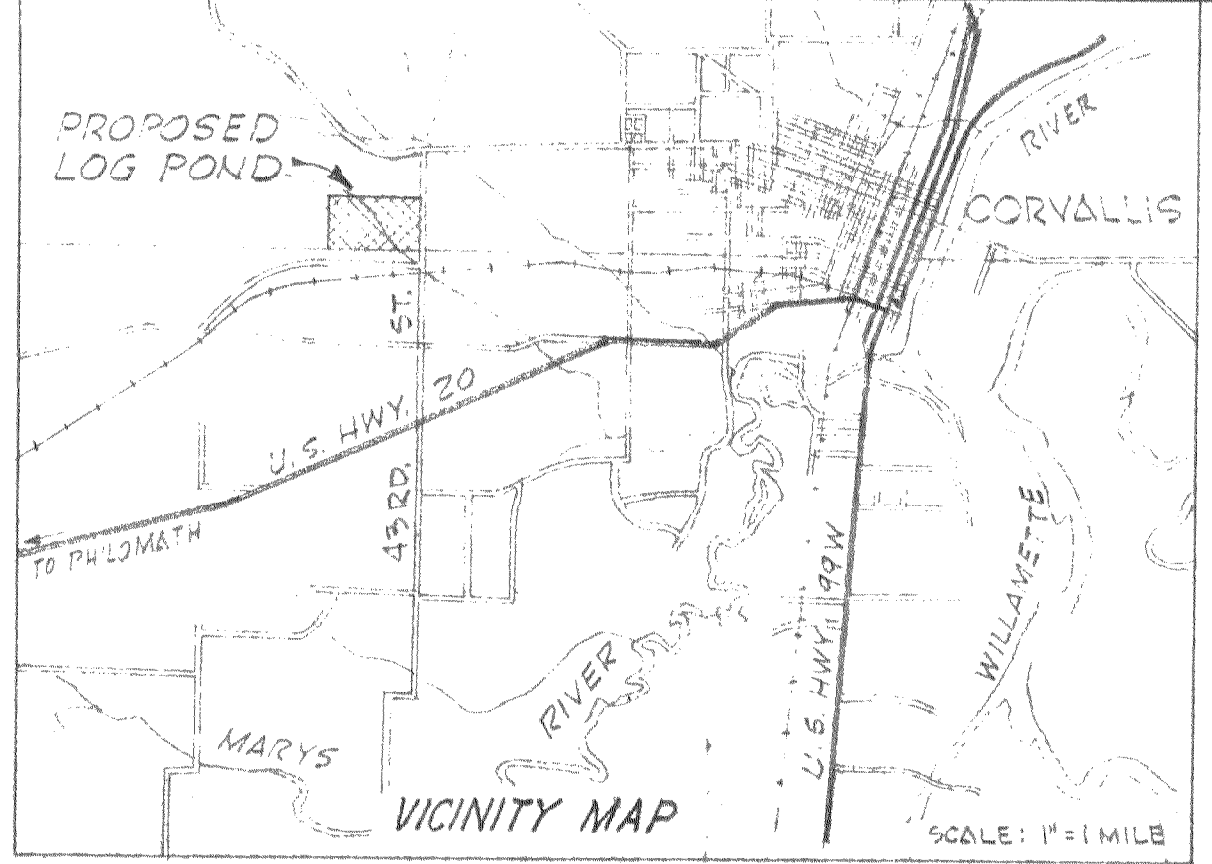 PROPOSED
LOG POND
RIVER
CORVALLIS
43RD. ST.
U. S. HWY. 20
TO PHILOMATH
WILLAMETTE
U. S. HWY 99W
RIVER
MARYS
VICINITY MAP
SCALE: 1" = 1 MILE